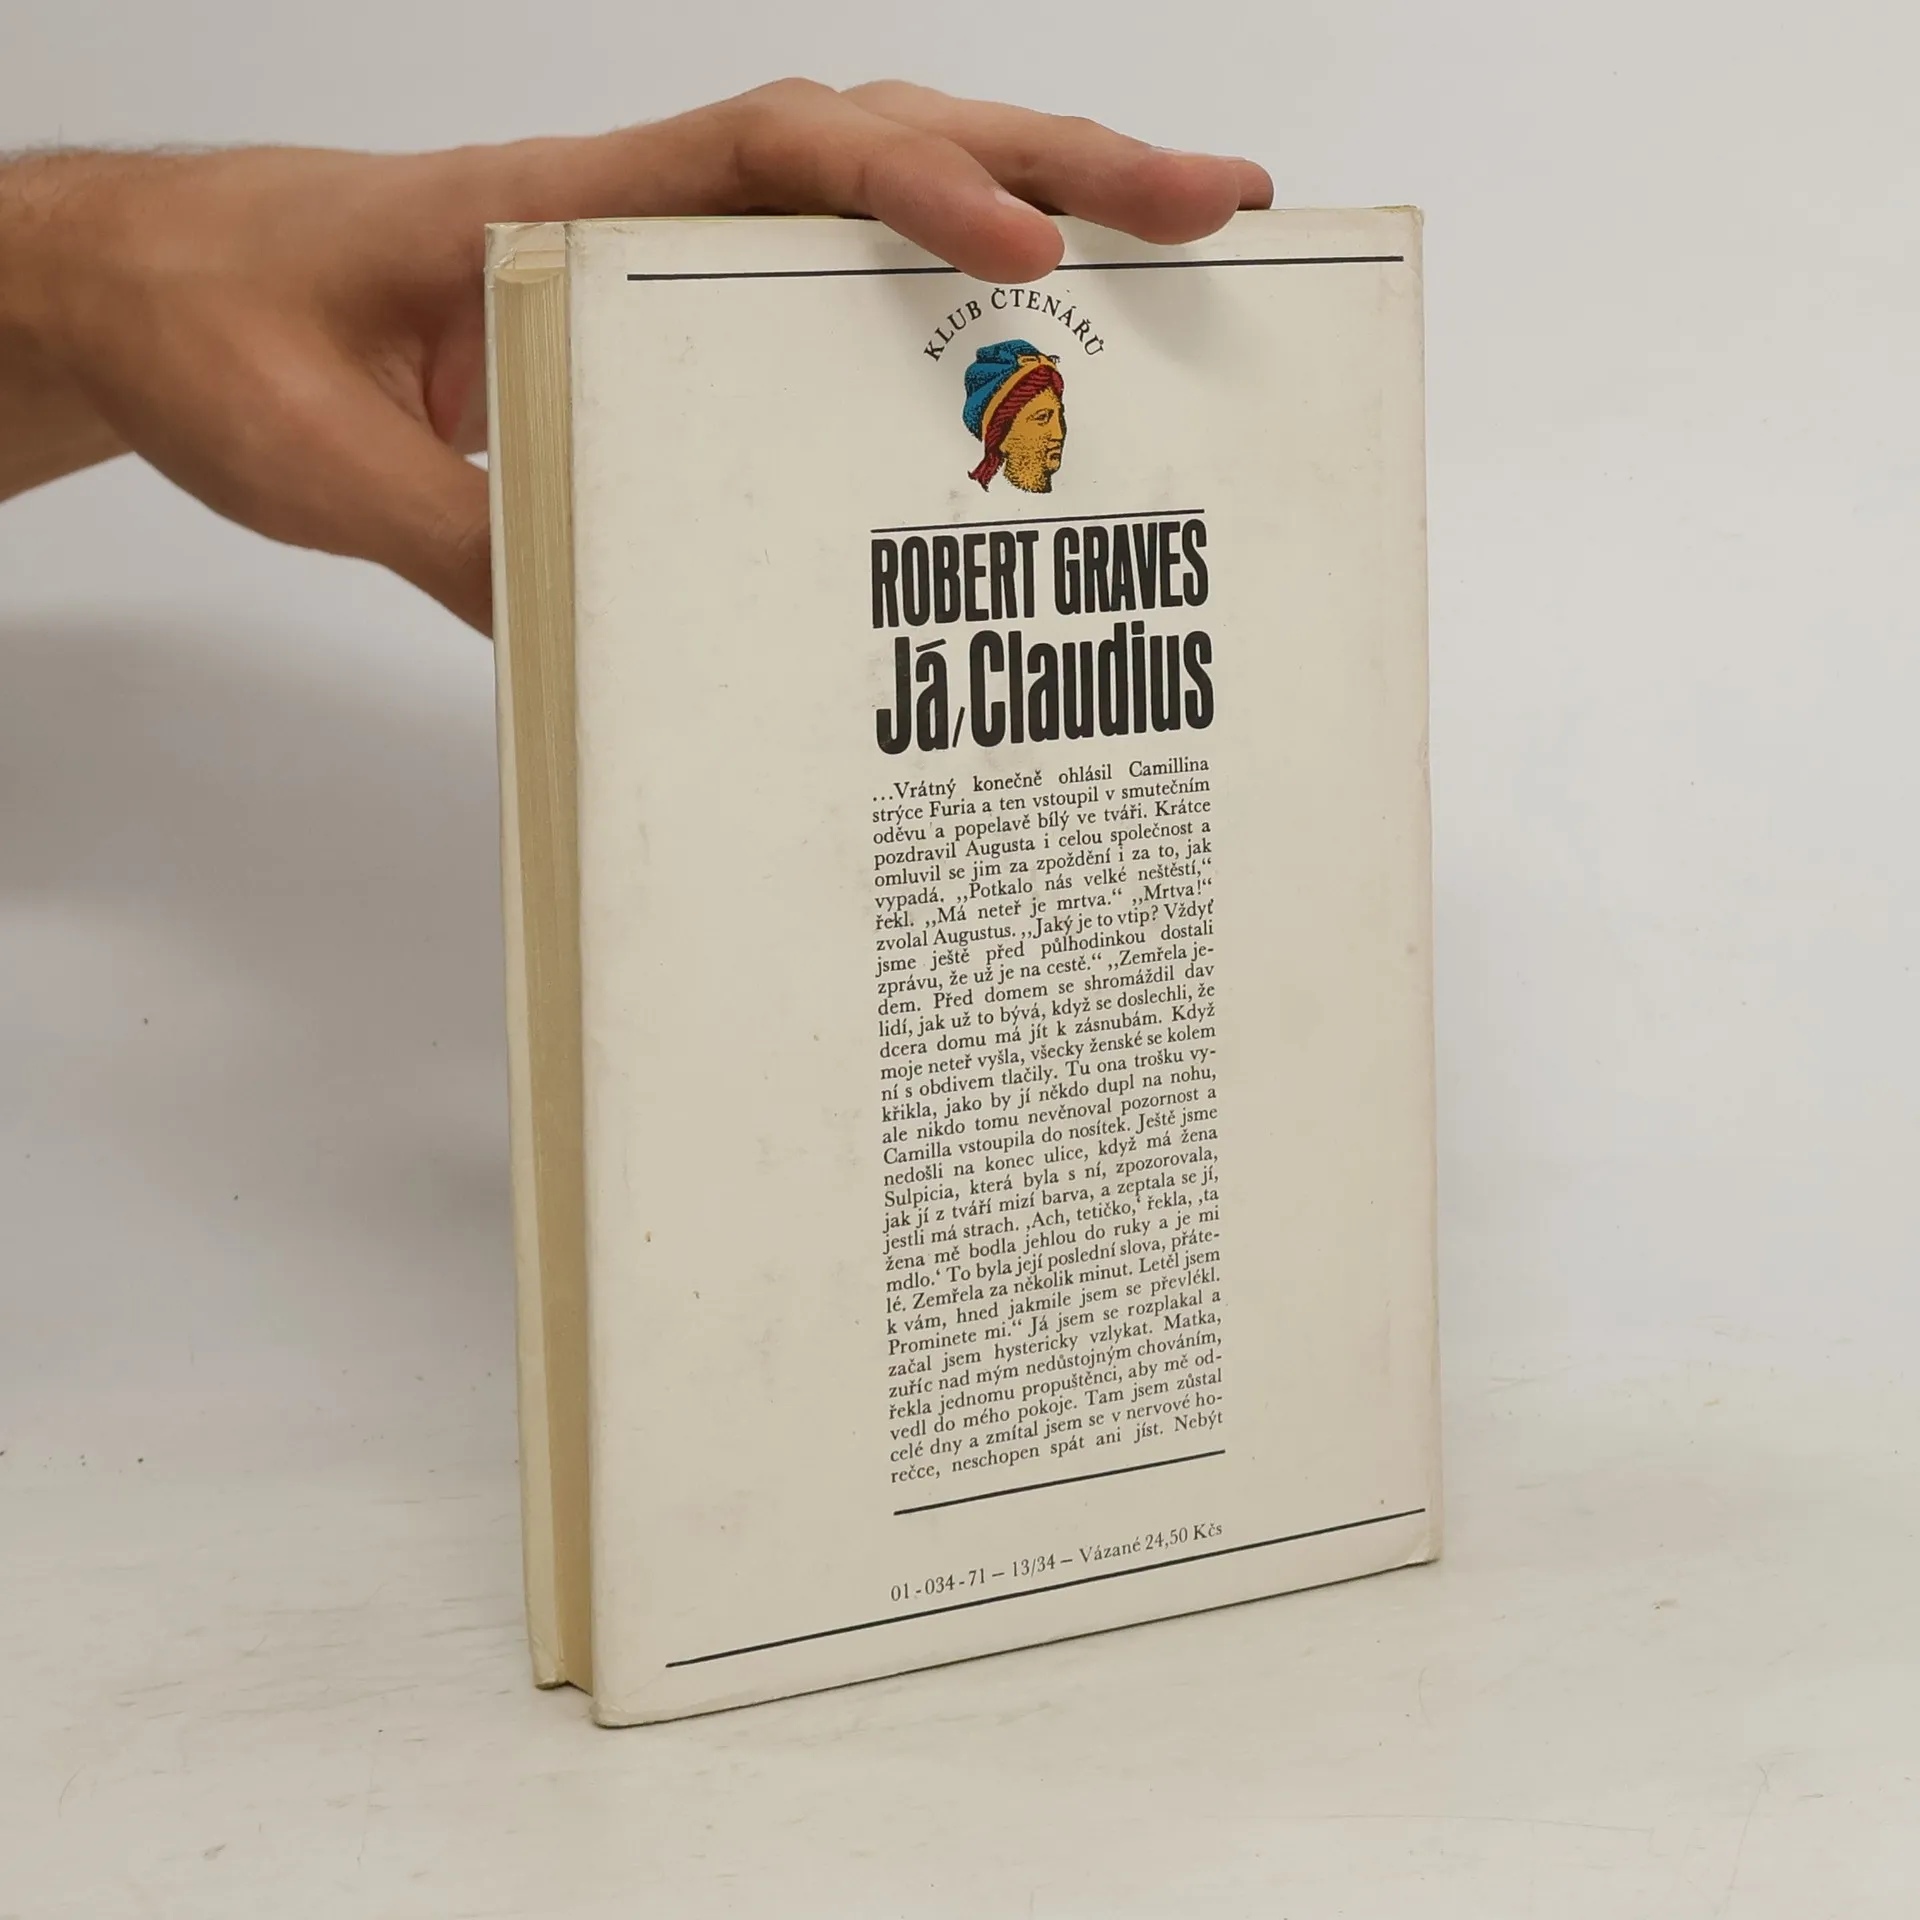 KLUB ČTENÁŘŮ
ROBERT GRAVES
Já, Claudius
...Vrátný konečně ohlásil Camillina
strýce Furia a ten vstoupil v smutečním
oděvu a popelavě bílý ve tváři. Krátce
pozdravil Augusta i celou společnost a
omluvil se jim za zpoždění i za to, jak
vypadá. ,,Potkalo nás velké neštěstí,“
řekl. ,,Má neteř je mrtva.“ ,,Mrtva!“
zvolal Augustus. ,,Jaký je to vtip? Vždyť
jsme ještě před půlhodinkou dostali
zprávu, že už je na cestě.“ ,,Zemřela je-
dem. Před domem se shromáždil dav
lidí, jak už to bývá, když se doslechli, že
dcera domu má jít k zásnubám. Když
moje neteř vyšla, všecky ženské se kolem
ní s obdivem tlačily. Tu ona trošku vy-
křikla, jako by jí někdo dupl na nohu,
ale nikdo tomu nevěnoval pozornost a
Camilla vstoupila do nosítek. Ještě jsme
nedošli na konec ulice, když má žena
Sulpicia, která byla s ní, zpozorovala,
jak jí z tváří mizí barva, a zeptala se jí,
jestli má strach. ,Ach, tetičko,‘ řekla, ,ta
žena mě bodla jehlou do ruky a je mi
mdlo.‘ To byla její poslední slova, přáte-
lé. Zemřela za několik minut. Letěl jsem
k vám, hned jakmile jsem se převlékl.
Prominete mi.“ Já jsem se rozplakal a
začal jsem hystericky vzlykat. Matka,
zuříc nad mým nedůstojným chováním,
řekla jednomu propuštěnci, aby mě od-
vedl do mého pokoje. Tam jsem zůstal
celé dny a zmítal jsem se v nervové ho-
rečce, neschopen spát ani jíst. Nebýt
01-034-71 – 13/34 – Vázané 24,50 Kčs